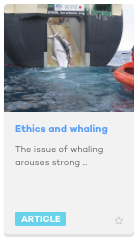 Ethics and whaling
The issue of whaling
arouses strong ...
ARTICLE